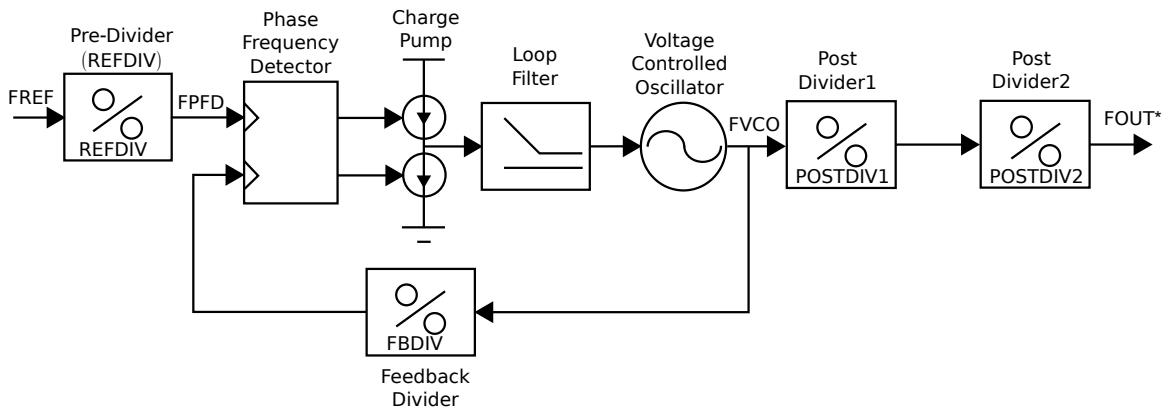 Pre-Divider
(REFDIV)
Phase
Frequency
Detector
Charge
Pump
Loop
Filter
Voltage
Controlled
Oscillator
Post
Divider1
Post
Divider2
FREF
REFDIV
FPFD
FVCO
POSTDIV1
POSTDIV2
FOUT*
FBDIV
Feedback
Divider